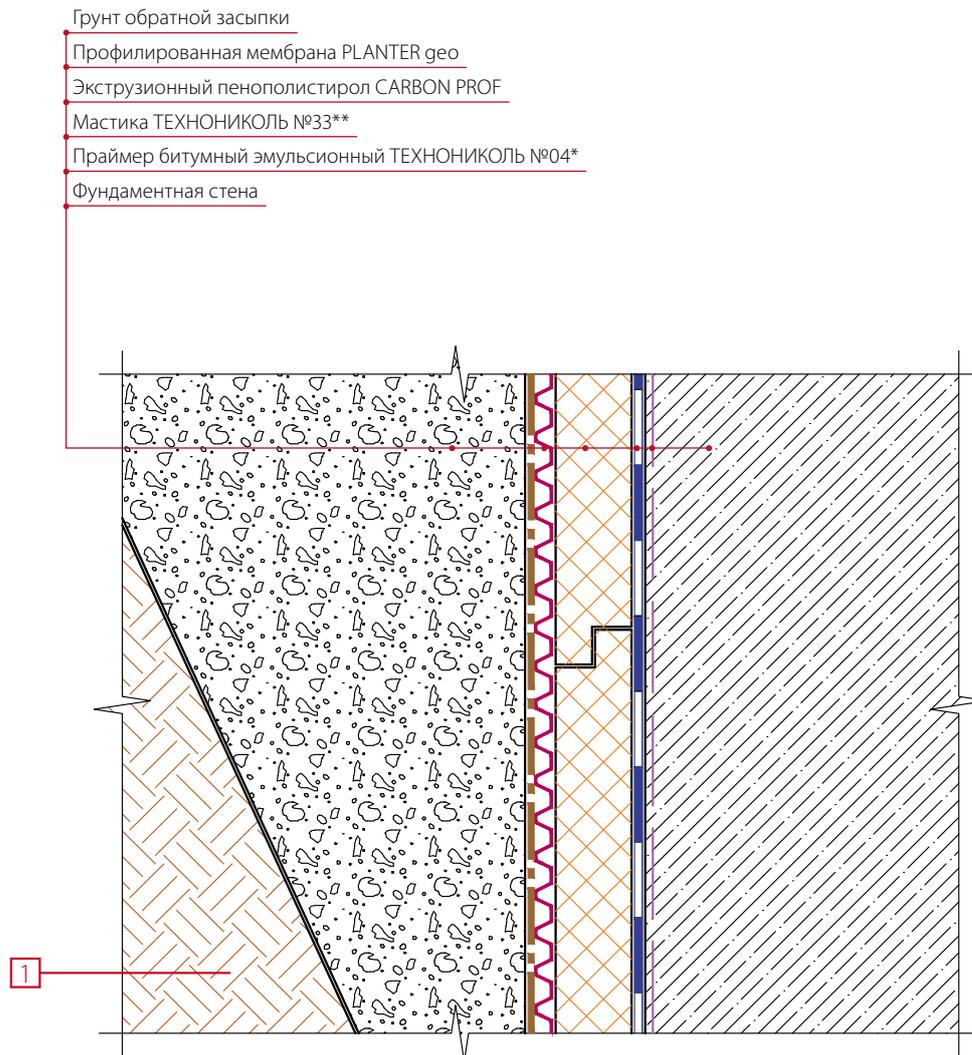 Грунт обратной засыпки
Профилированная мембрана PLANTER geo
Экструзионный пенополистирол CARBON PROF
Мастика ТЕХНОНИКОЛЬ №33**
Праймер битумный эмульсионный ТЕХНОНИКОЛЬ №04*
Фундаментная стена
1